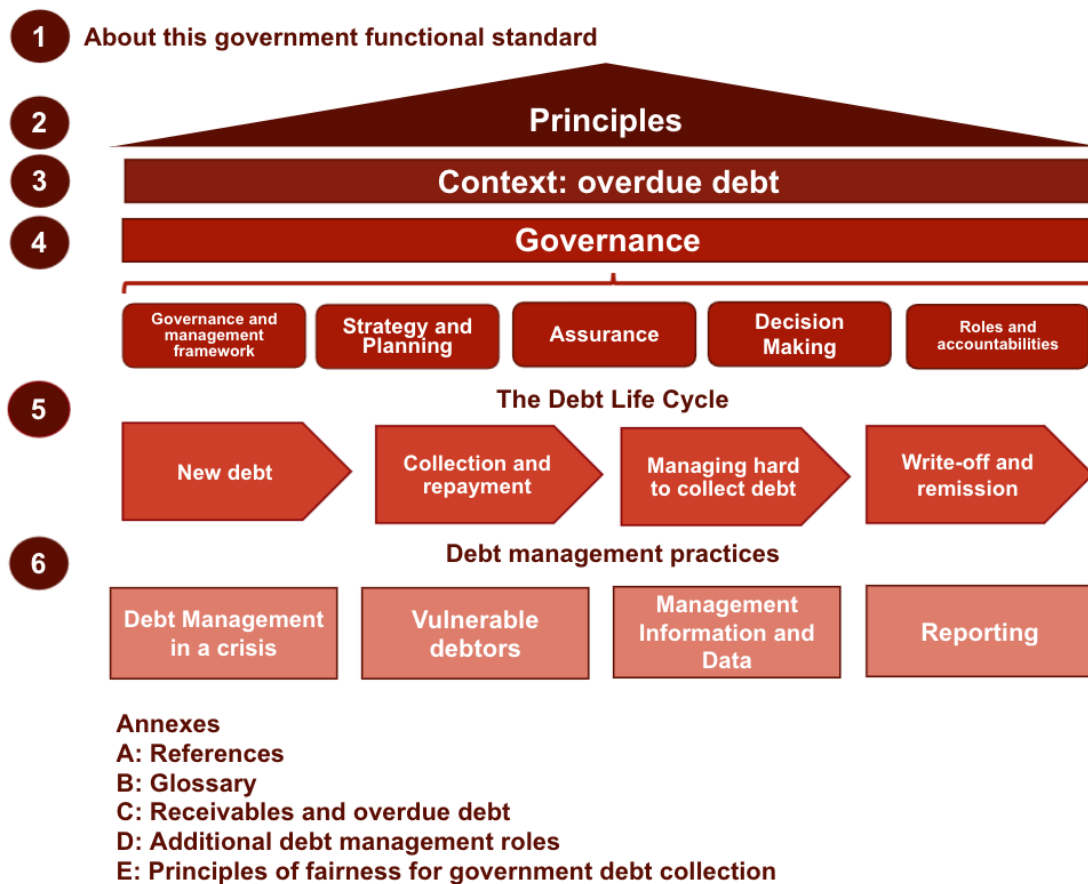 1
About this government functional standard
2
Principles
3
Context: overdue debt
4
Governance
Governance and
management
framework
Strategy and
Planning
Assurance
Decision
Making
Roles and
accountabilities
5
The Debt Life Cycle
New debt
Collection and
repayment
Managing hard
to collect debt
Write-off and
remission
6
Debt management practices
Debt Management
in a crisis
Vulnerable
debtors
Management
Information and
Data
Reporting
Annexes
A: References
B: Glossary
C: Receivables and overdue debt
D: Additional debt management roles
E: Principles of fairness for government debt collection